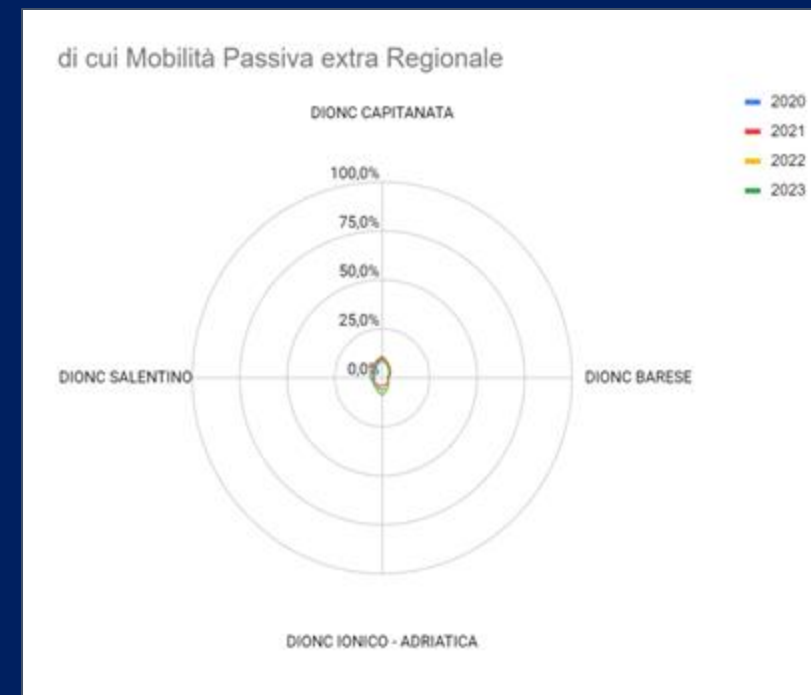 di cui Mobilità Passiva extra Regionale
2020
2021
2022
2023
DIONC CAPITANATA
100,0%
75,0%
50,0%
25,0%
0,0%
DIONC SALENTINO
DIONC BARESE
DIONC IONICO - ADRIATICA